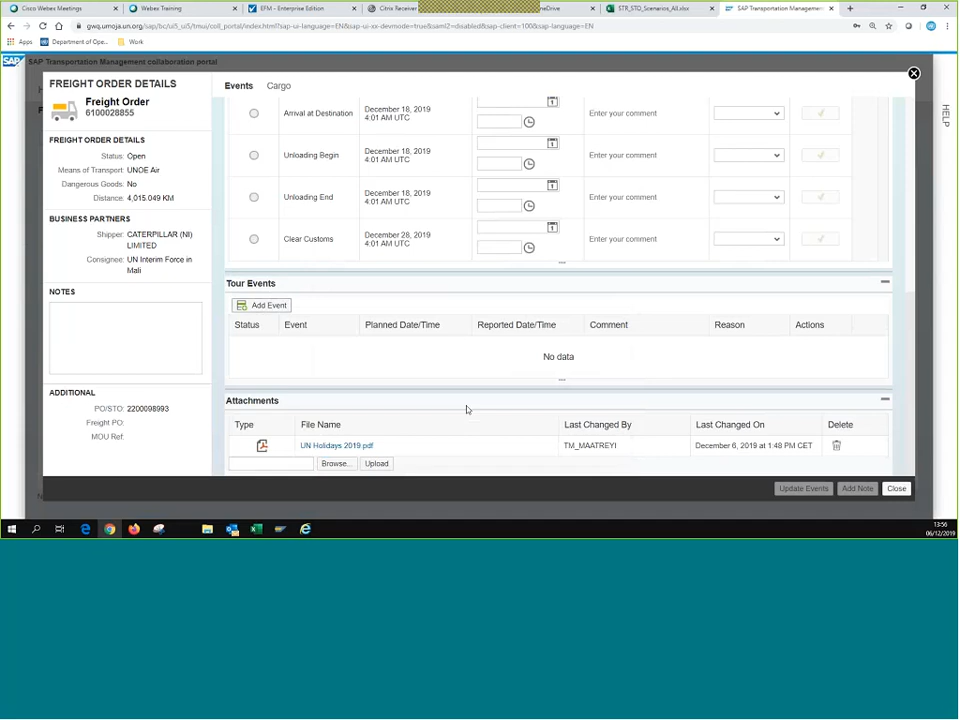 Cisco Webex Meetings
Webex Training
EFM - Enterprise Edition
Citrix Receiver
neDrive
STR_STO_Scenarios_All.xlsx
SAP Transportation Management
gwq.umoja.un.org/sap/bc/ui5_ui5/tmui/coll_portal/index.html?sap-ui-language=EN&sap-ui-xx-devmode=true&saml2=disabled&sap-client=100&sap-language=EN
Apps
Department of Ope...
Work
SAP
SAP Transportation Management collaboration portal
HELP
FREIGHT ORDER DETAILS
Freight Order
6100028855
FREIGHT ORDER DETAILS
Status: Open
Means of Transport: UNOE Air
Dangerous Goods: No
Distance: 4,015.049 KM
BUSINESS PARTNERS
Shipper: CATERPILLAR (NI)
LIMITED
Consignee: UN Interim Force in
Mali
NOTES
ADDITIONAL
PO/STO: 2200098993
Freight PO:
MOU Ref:
Events Cargo
Arrival at Destination December 18, 2019
4:01 AM UTC Enter your comment
Unloading Begin December 18, 2019
4:01 AM UTC Enter your comment
Unloading End December 18, 2019
4:01 AM UTC Enter your comment
Clear Customs December 28, 2019
4:01 AM UTC Enter your comment
Tour Events
Add Event
Status Event Planned Date/Time Reported Date/Time Comment Reason Actions
No data
Attachments
Type File Name Last Changed By Last Changed On Delete
UN Holidays 2019.pdf TM_MAATREYI December 6, 2019 at 1:48 PM CET
Browse... Upload
Update Events Add Note Close
13:56
06/12/2019